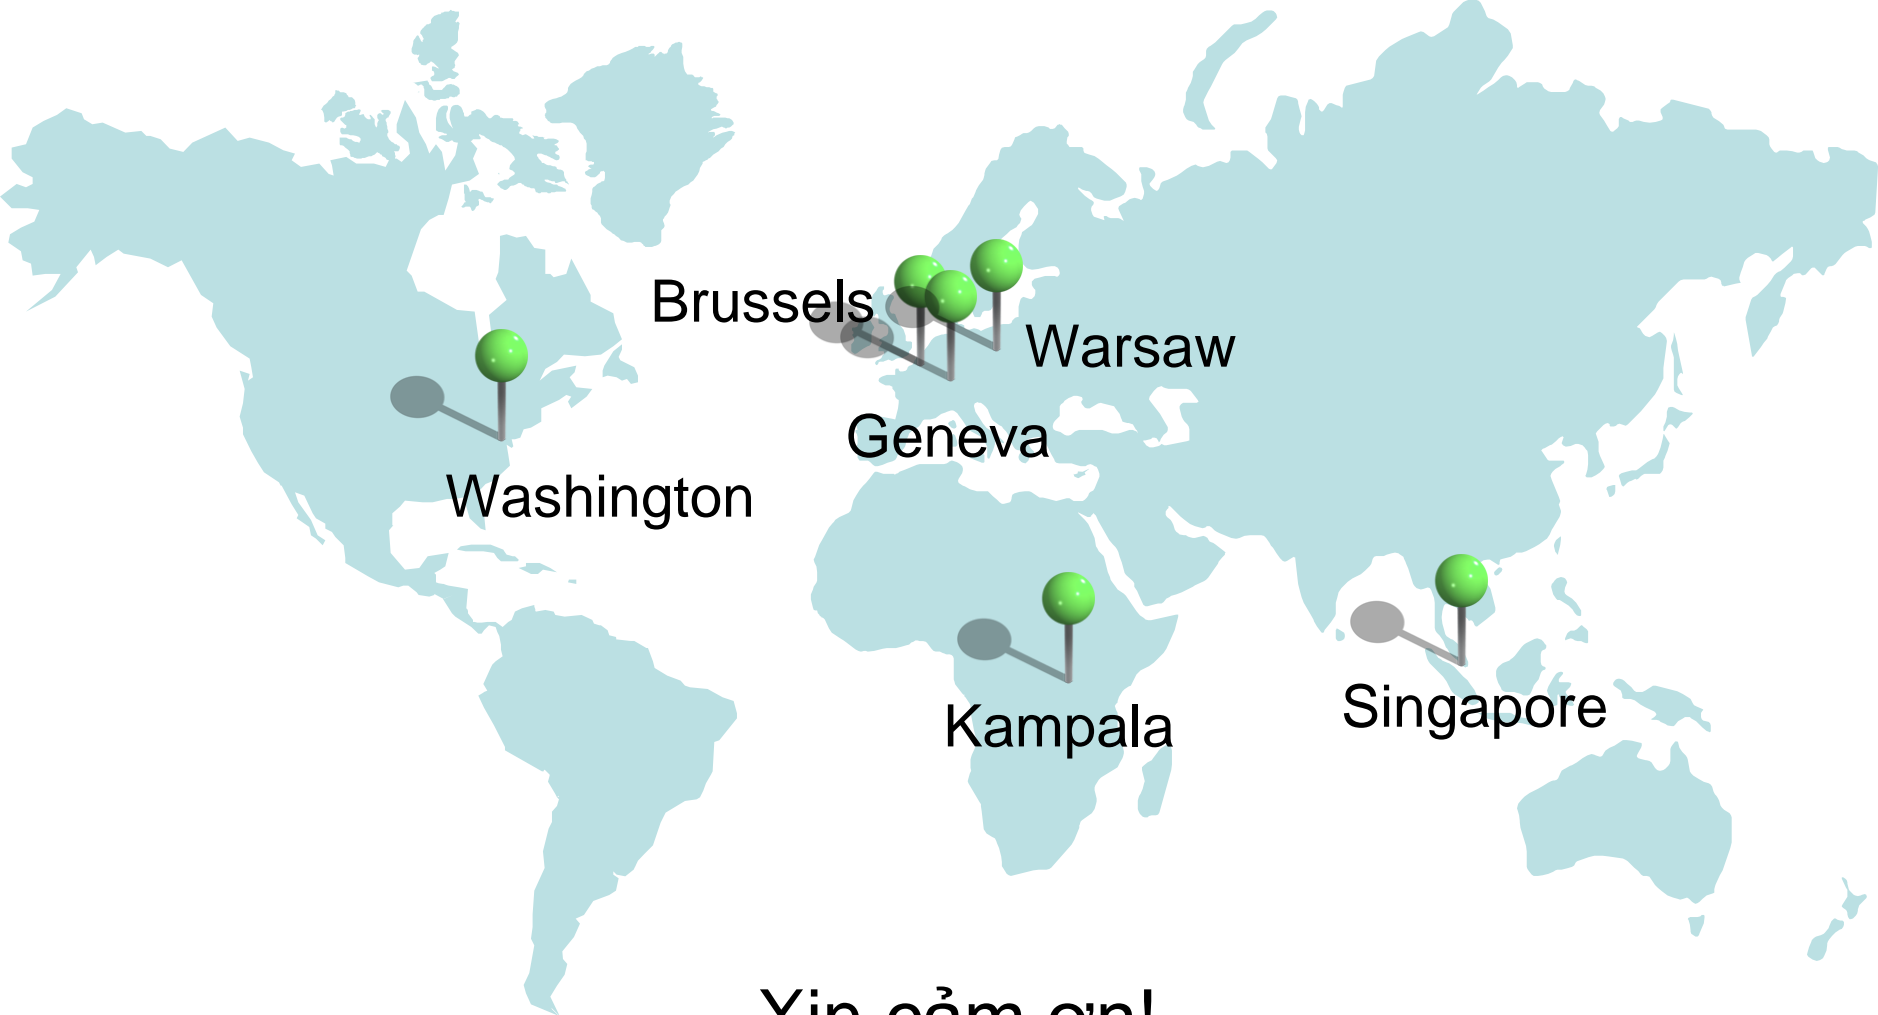 Brussels
Warsaw
Geneva
Washington
Kampala
Singapore
Xin cảm ơn!